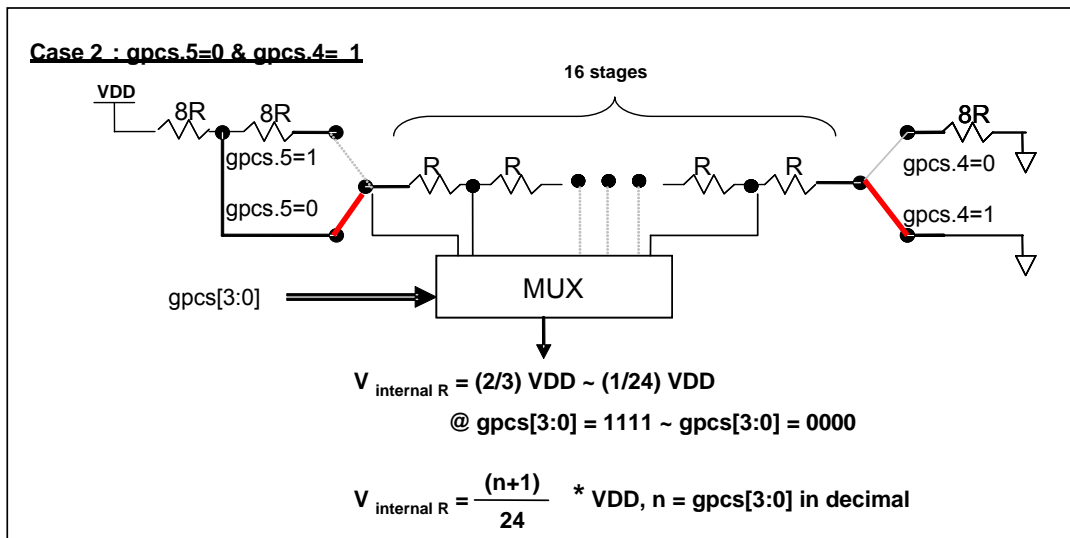 Case 2 : gpcs.5=0 & gpcs.4= 1
16 stages
VDD
8R
8R
8R
gpcs.5=1
gpcs.4=0
R
R
R
R
gpcs.5=0
gpcs.4=1
MUX
gpcs[3:0]
V internal R = (2/3) VDD ~ (1/24) VDD
@ gpcs[3:0] = 1111 ~ gpcs[3:0] = 0000
V internal R = (n+1)/24 * VDD, n = gpcs[3:0] in decimal